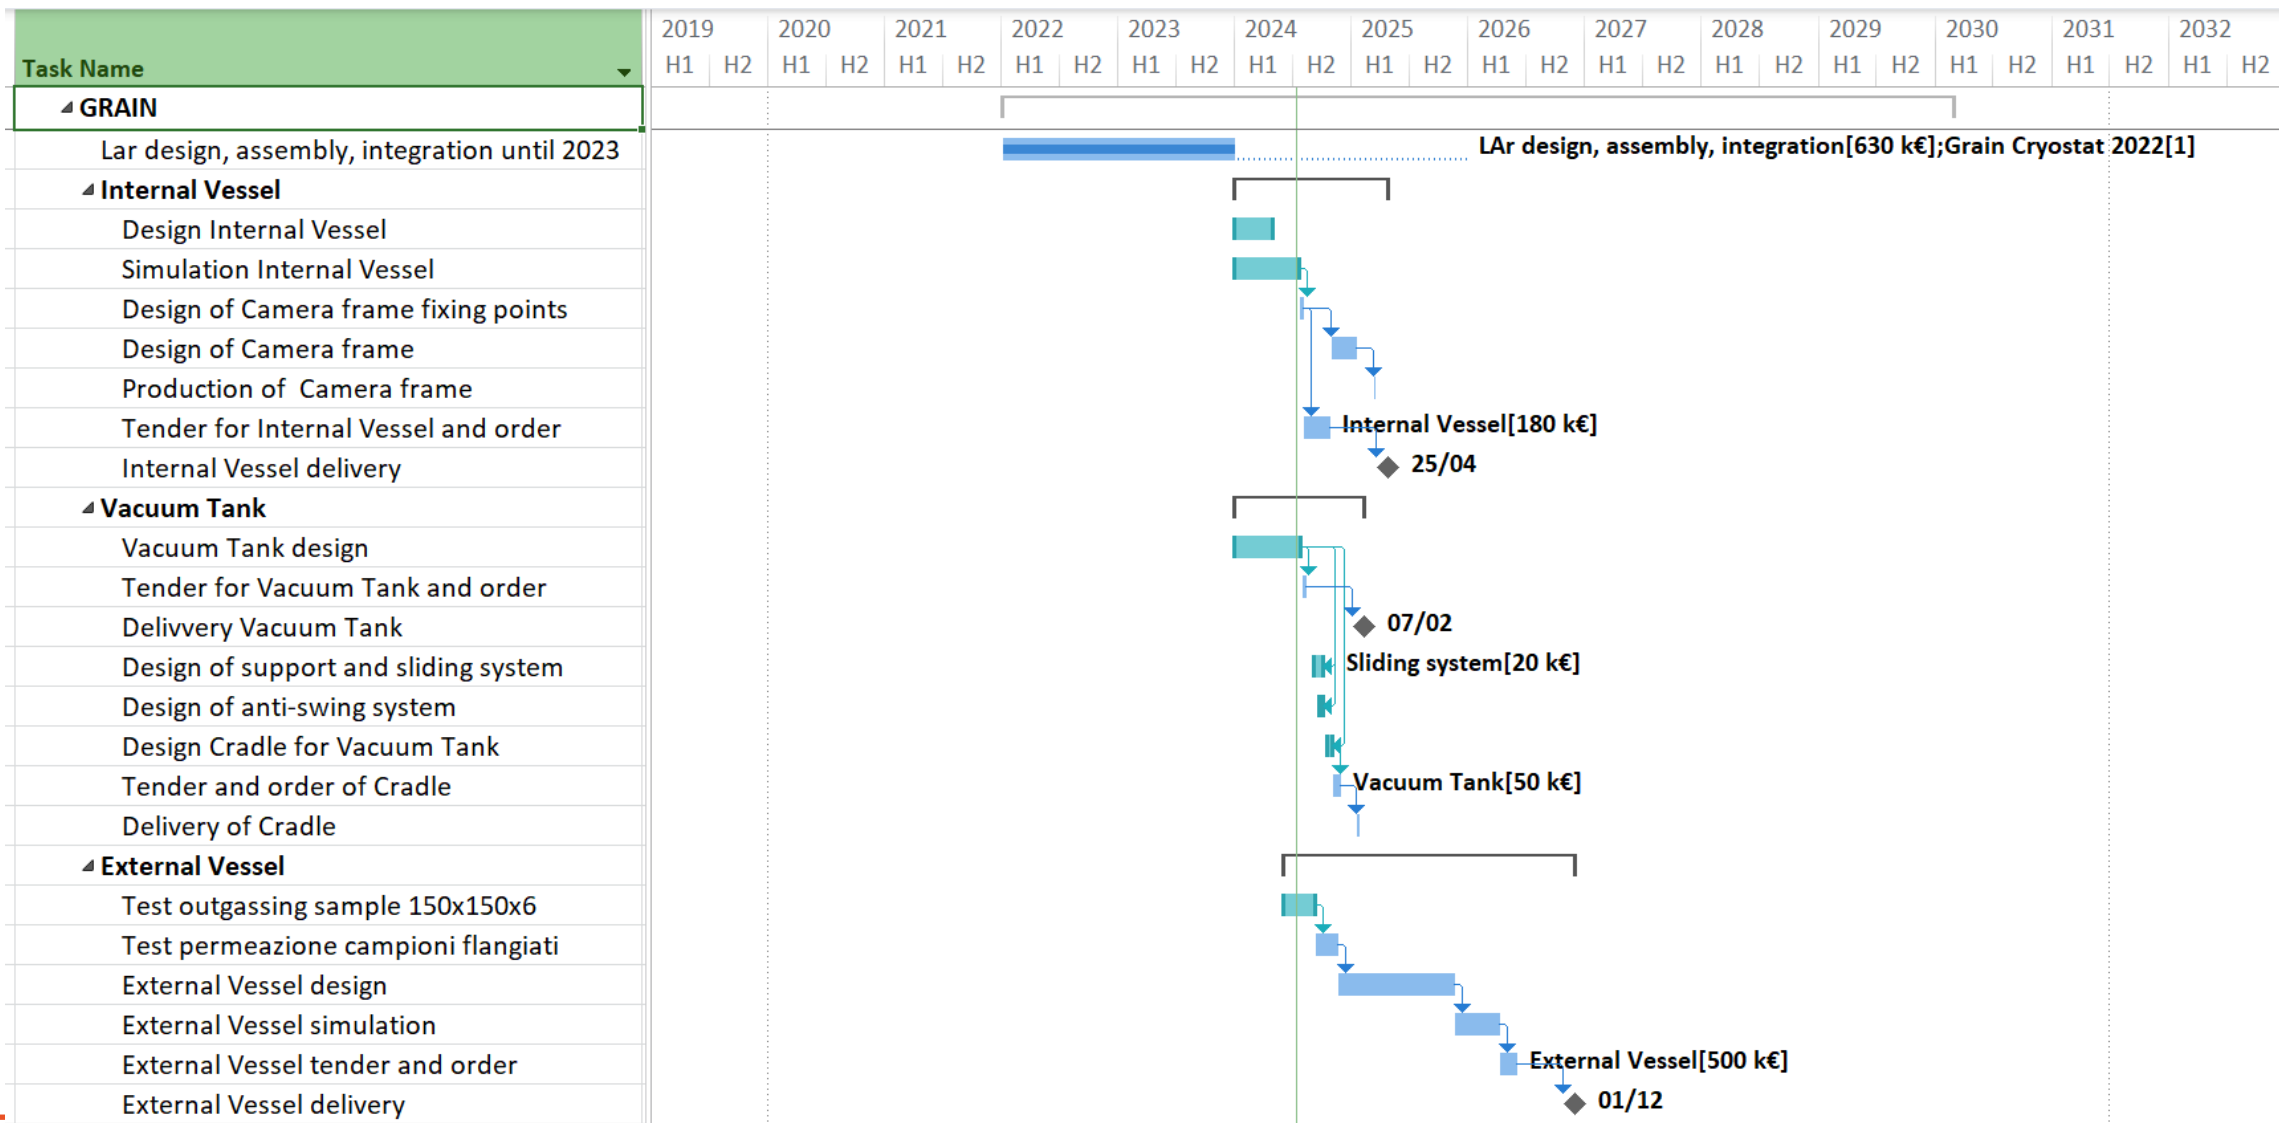 2019 2020 2021 2022 2023 2024 2025 2026 2027 2028 2029 2030 2031 2032
Task Name H1 H2 H1 H2 H1 H2 H1 H2 H1 H2 H1 H2 H1 H2 H1 H2 H1 H2 H1 H2 H1 H2 H1 H2 H1 H2 H1 H2
GRAIN
Lar design, assembly, integration until 2023 LAr design, assembly, integration[630 k€];Grain Cryostat 2022[1]
Internal Vessel
Design Internal Vessel
Simulation Internal Vessel
Design of Camera frame fixing points
Design of Camera frame
Production of Camera frame
Tender for Internal Vessel and order Internal Vessel[180 k€]
Internal Vessel delivery 25/04
Vacuum Tank
Vacuum Tank design
Tender for Vacuum Tank and order
Delivvery Vacuum Tank 07/02
Design of support and sliding system Sliding system[20 k€]
Design of anti-swing system
Design Cradle for Vacuum Tank
Tender and order of Cradle Vacuum Tank[50 k€]
Delivery of Cradle
External Vessel
Test outgassing sample 150x150x6
Test permeazione campioni flangiati
External Vessel design
External Vessel simulation
External Vessel tender and order External Vessel[500 k€]
External Vessel delivery 01/12